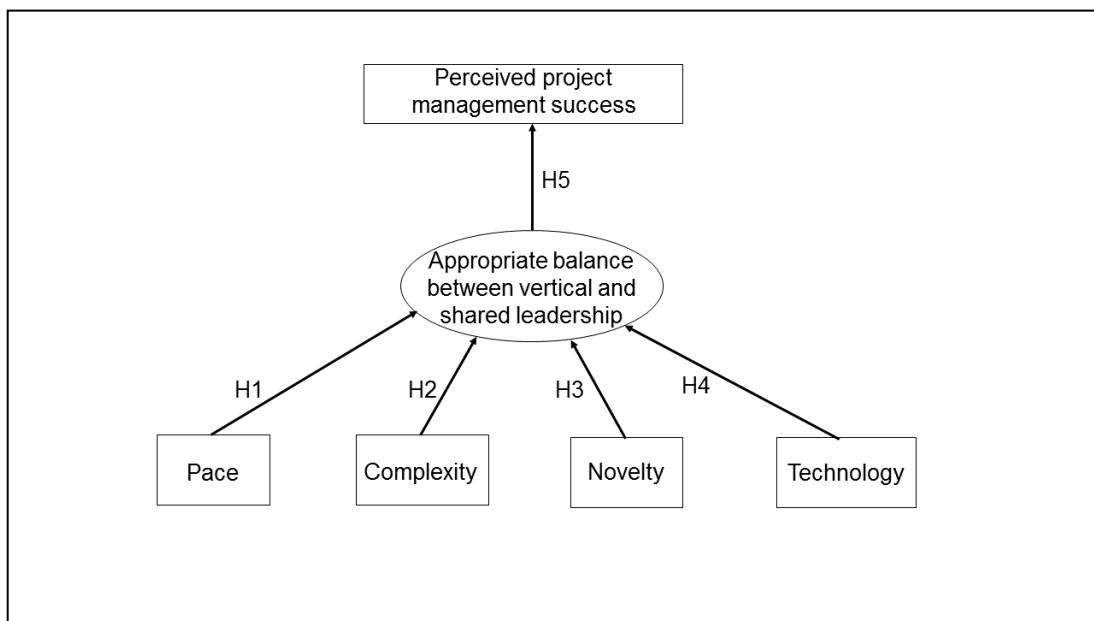 Perceived project
management success
H5
Appropriate balance
between vertical and
shared leadership
H1
H2
H3
H4
Pace
Complexity
Novelty
Technology